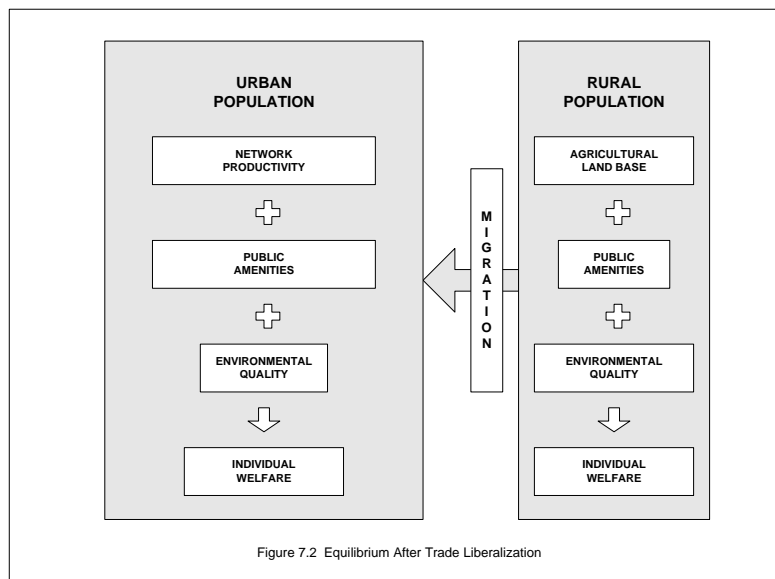 URBAN
POPULATION
NETWORK
PRODUCTIVITY
PUBLIC
AMENITIES
ENVIRONMENTAL
QUALITY
INDIVIDUAL
WELFARE
MIGRATION
RURAL
POPULATION
AGRICULTURAL
LAND BASE
PUBLIC
AMENITIES
ENVIRONMENTAL
QUALITY
INDIVIDUAL
WELFARE
Figure 7.2 Equilibrium After Trade Liberalization